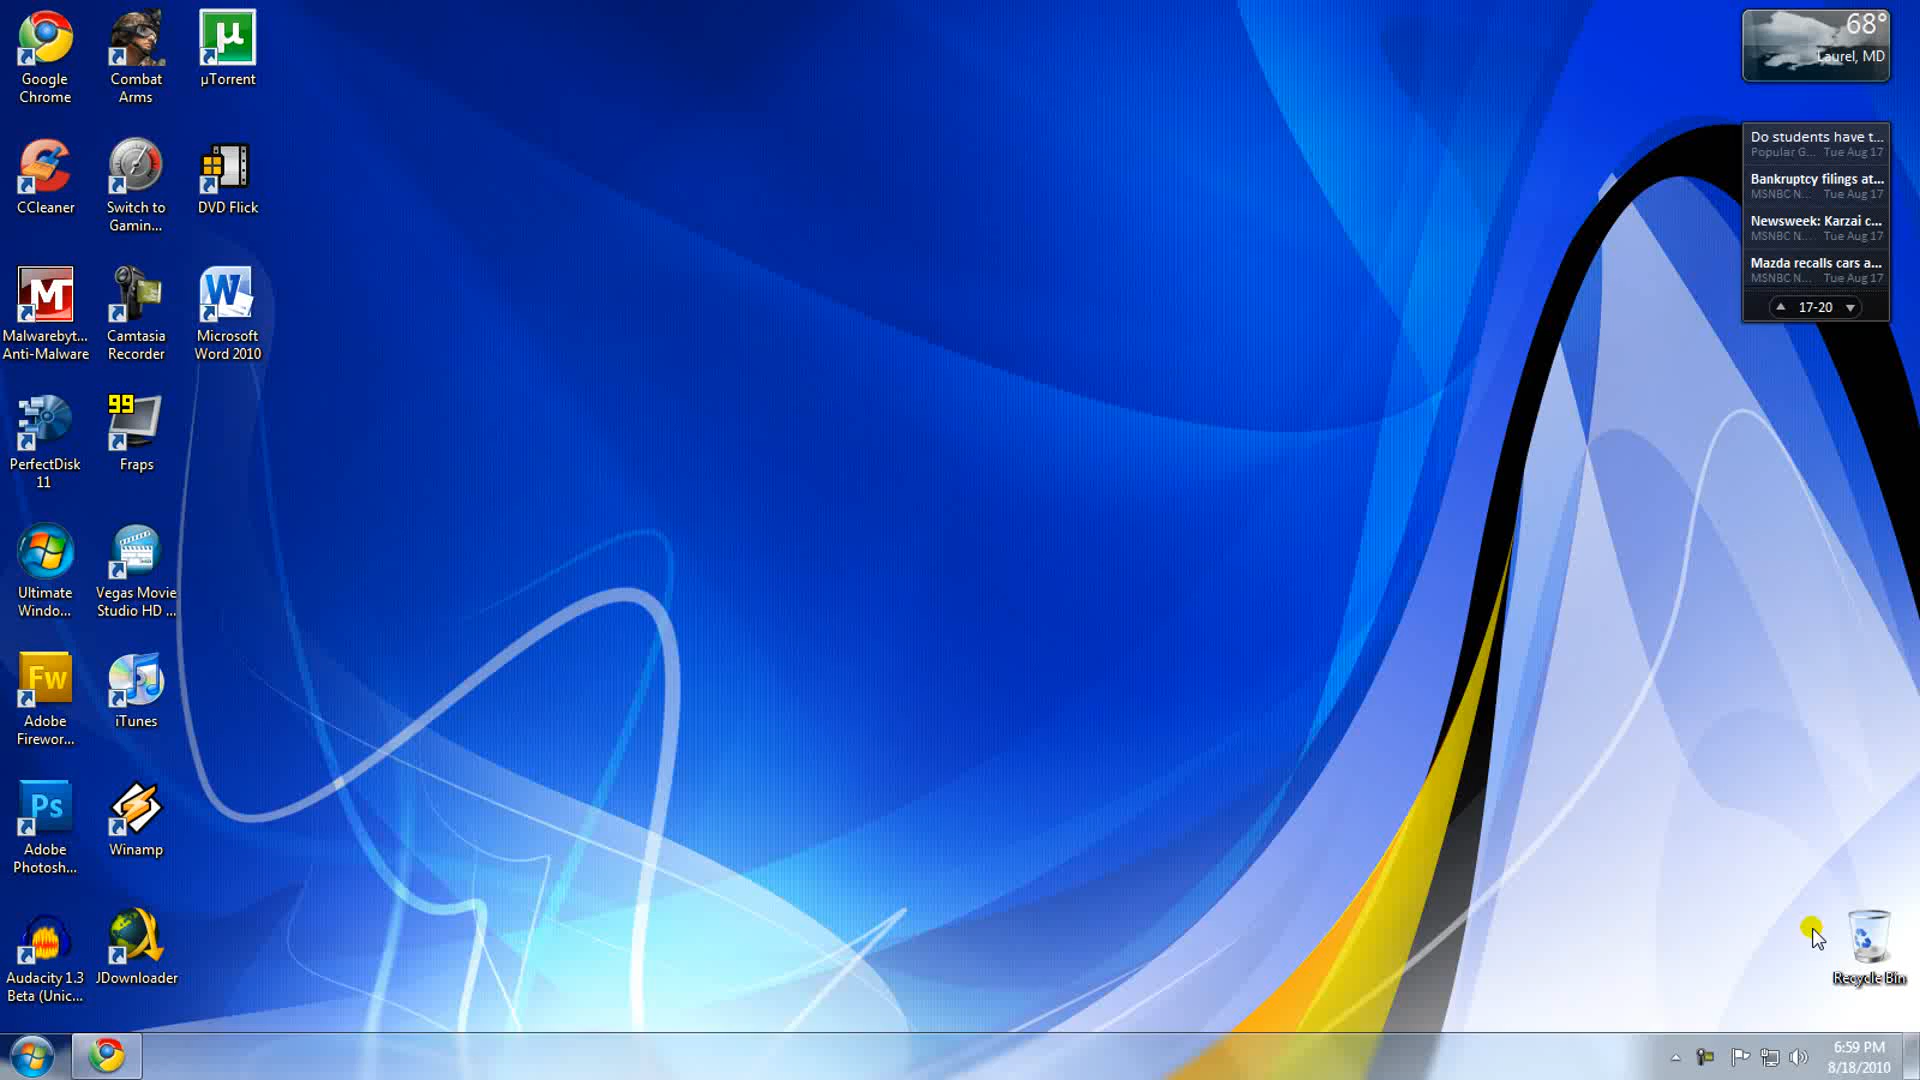 Google
Chrome
Combat
Arms
µ
µTorrent
CCleaner
Switch to
Gamin...
DVD Flick
M
Malwarebyt...
Anti-Malware
Camtasia
Recorder
W
Microsoft
Word 2010
PerfectDisk
11
99
Fraps
Ultimate
Windo...
Vegas Movie
Studio HD ...
Fw
Adobe
Firewor...
iTunes
Ps
Adobe
Photosh...
Winamp
Audacity 1.3
Beta (Unic...
JDownloader
68°
Laurel, MD
Do students have t...
Popular G... Tue Aug 17
Bankruptcy filings at...
MSNBC N... Tue Aug 17
Newsweek: Karzai c...
MSNBC N... Tue Aug 17
Mazda recalls cars a...
MSNBC N... Tue Aug 17
17-20
Recycle Bin
6:59 PM
8/18/2010